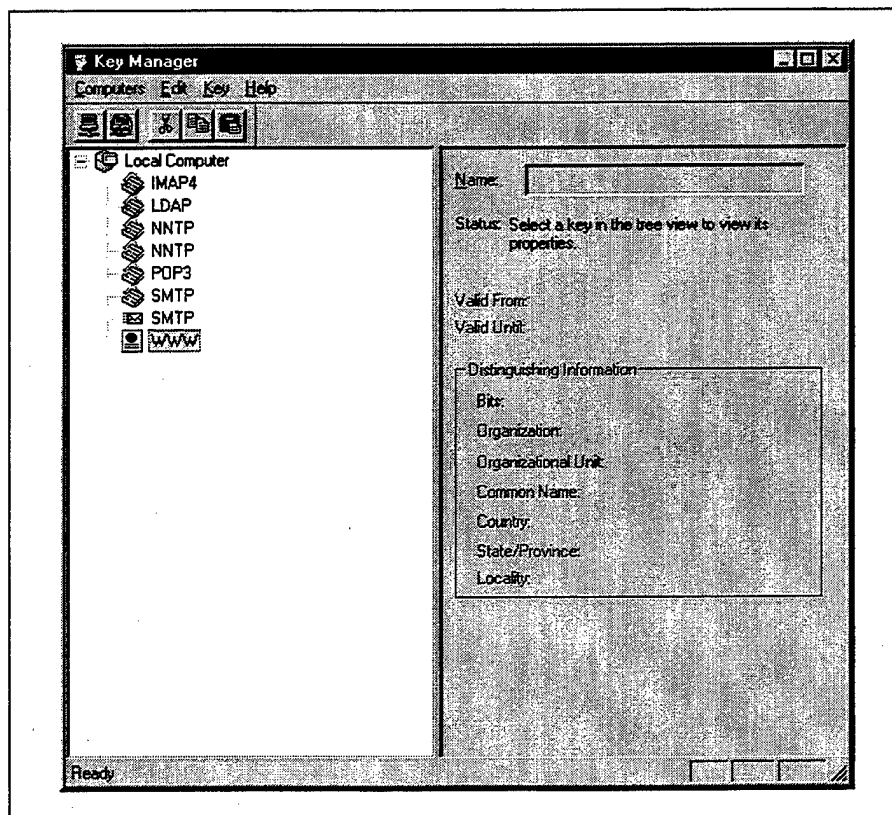 Key Manager
Computers Edit Key Help
Local Computer
IMAP4
LDAP
NNTP
NNTP
POP3
SMTP
SMTP
WWW
Name:
Status: Select a key in the tree view to view its
properties.
Valid From:
Valid Until:
Distinguishing Information
Bits:
Organization:
Organizational Unit:
Common Name:
Country:
State/Province:
Locality:
Ready